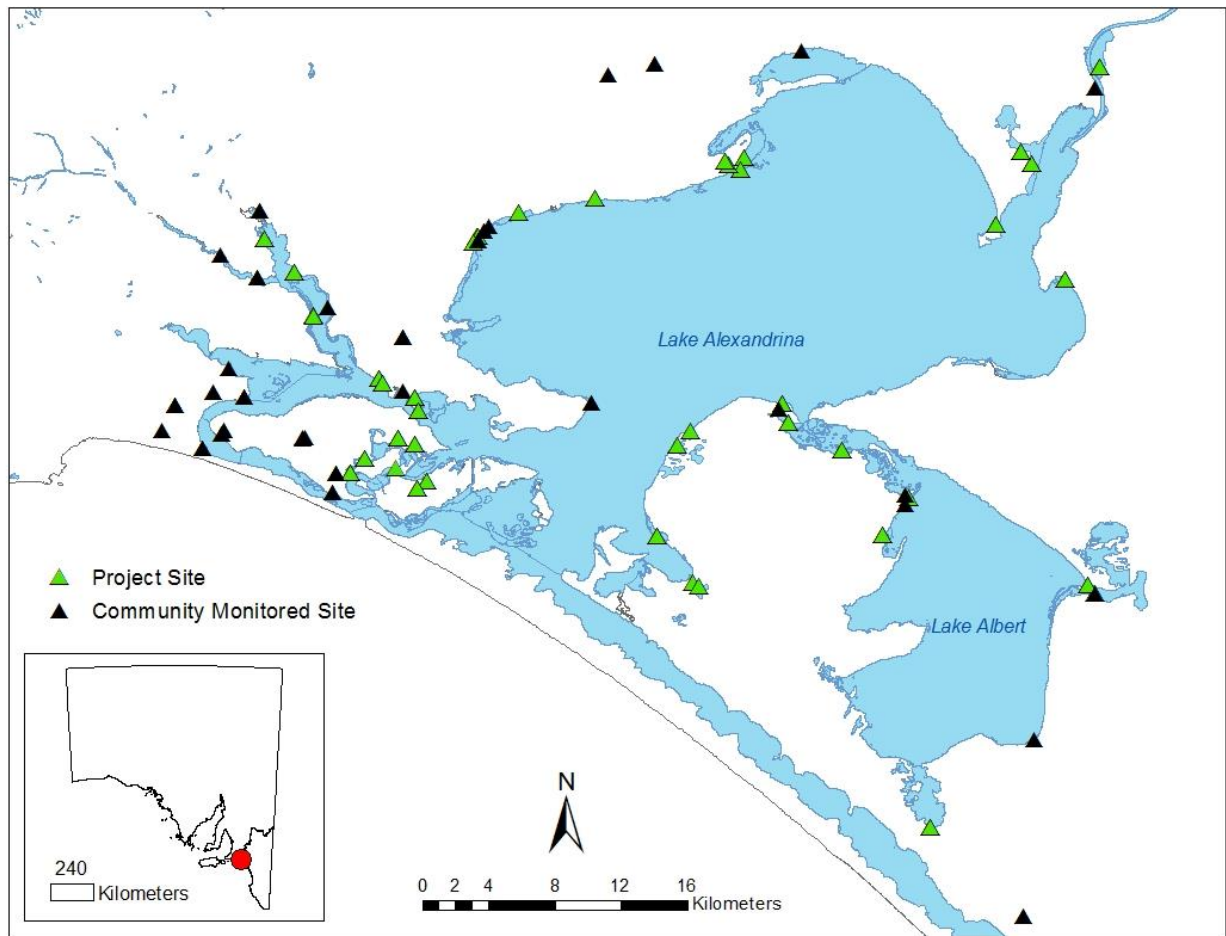 Lake Alexandrina
Project Site
Community Monitored Site
Lake Albert
N
240
Kilometers
0 2 4 8 12 16
Kilometers